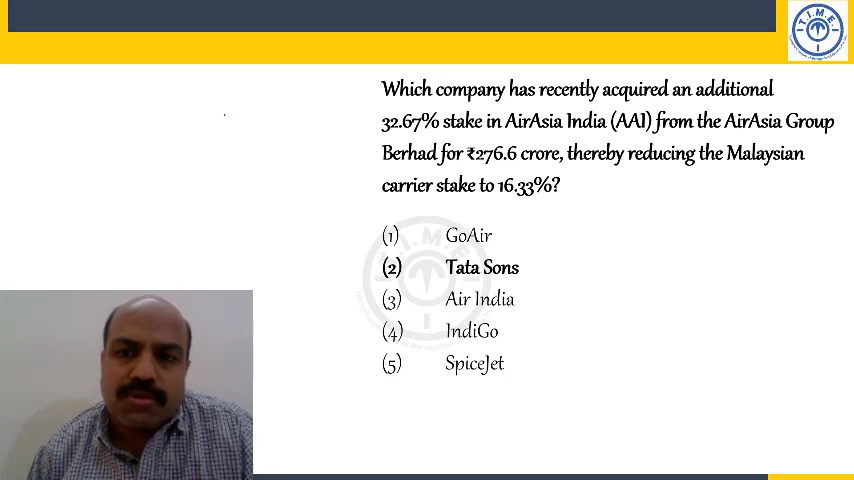 T.I.M.E.
Which company has recently acquired an additional
32.67% stake in AirAsia India (AAI) from the AirAsia Group
Berhad for ₹276.6 crore, thereby reducing the Malaysian
carrier stake to 16.33%?
(1) GoAir
(2) Tata Sons
(3) Air India
(4) IndiGo
(5) SpiceJet